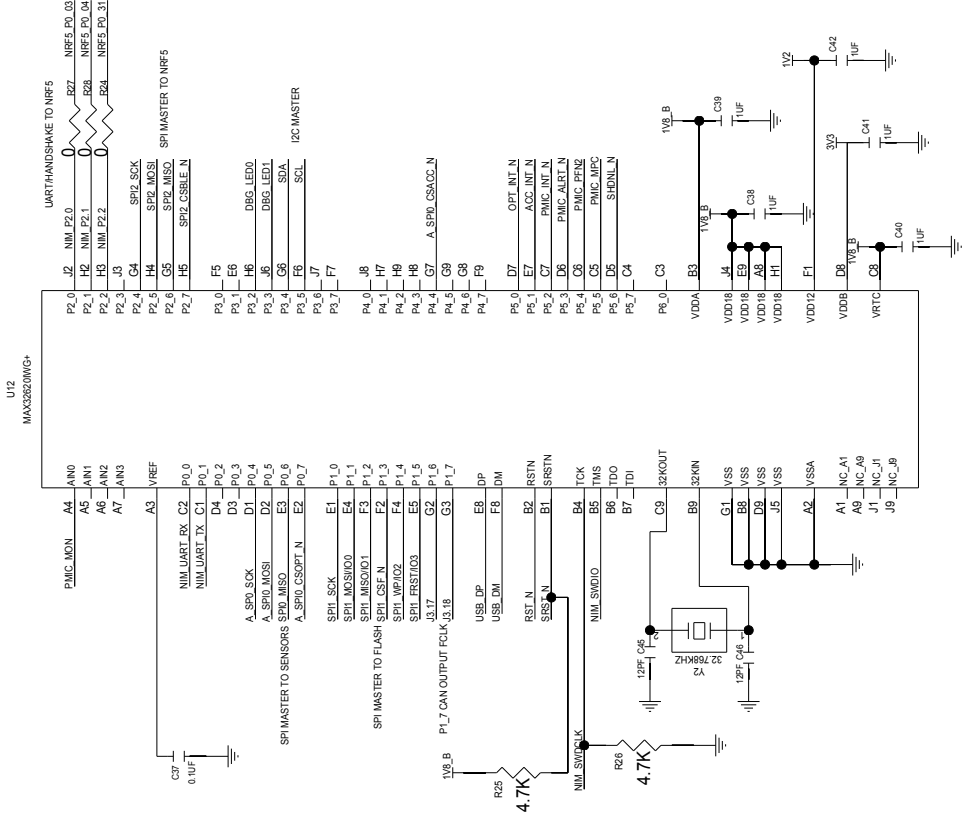 U12
MAX32620IWG+
PMIC_MON A4 AIN0
A5 AIN1
A6 AIN2
A7 AIN3
A3 VREF
C37
0.1UF
NIM_UART_RX C2 P0_0
NIM_UART_TX C1 P0_1
D4 P0_2
D3 P0_3
A_SP0_SCK D1 P0_4
A_SPI0_MOSI D2 P0_5
SPI0_MISO E3 P0_6
A_SPI0_CSOPT_N E2 P0_7
SPI MASTER TO SENSORS
SPI1_SCK E1 P1_0
SPI1_MOSI/IO0 E4 P1_1
SPI1_MISO/IO1 F3 P1_2
SPI1_CSF_N F2 P1_3
SPI1_WP/IO2 F4 P1_4
SPI1_FRST/IO3 E5 P1_5
J3.17 G2 P1_6
J3.18 G3 P1_7
SPI MASTER TO FLASH
P1_7 CAN OUTPUT FCLK
USB_DP E8 DP
USB_DM F8 DM
RST_N B2 RSTN
SRST_N B1 SRSTN
1V8_B
R25
4.7K
NIM_SWDCLK B4 TCK
NIM_SWDIO B5 TMS
B6 TDO
B7 TDI
R26
4.7K
C9 32KOUT
B9 32KIN
12PF C45
2
Y2
32.768KHZ
1
12PF C46
G1 VSS
B8 VSS
D9 VSS
J5 VSS
A2 VSSA
A1 NC_A1
A9 NC_A9
J1 NC_J1
J9 NC_J9
UART/HANDSHAKE TO NRF5
P2_0 J2 NIM_P2.0 0 R27 NRF5_P0_03
P2_1 H2 NIM_P2.1 0 R28 NRF5_P0_04
P2_2 H3 NIM_P2.2 0 R24 NRF5_P0_31
P2_3 J3
P2_4 G4 SPI2_SCK
P2_5 H4 SPI2_MOSI
P2_6 G5 SPI2_MISO
P2_7 H5 SPI2_CSBLE_N
SPI MASTER TO NRF5
P3_0 F5
P3_1 E6
P3_2 H6 DBG_LED0
P3_3 J6 DBG_LED1
P3_4 G6 SDA
P3_5 F6 SCL
P3_6 J7
P3_7 F7
I2C MASTER
P4_0 J8
P4_1 H7
P4_2 H9
P4_3 H8
P4_4 G7 A_SPI0_CSACC_N
P4_5 G9
P4_6 G8
P4_7 F9
P5_0 D7 OPT_INT_N
P5_1 E7 ACC_INT_N
P5_2 C7 PMIC_INT_N
P5_3 D6 PMIC_ALRT_N
P5_4 C6 PMIC_PFN2
P5_5 C5 PMIC_MPC
P5_6 D5 SHDNL_N
P5_7 C4
P6_0 C3
VDDA B3
1V8_B
C39
1UF
VDD18 J4
VDD18 E9
VDD18 A8
VDD18 H1
1V8_B
C38
1UF
VDD12 F1
1V2
C42
1UF
VDDB D8
3V3
C41
1UF
VRTC C8
1V8_B
C40
1UF